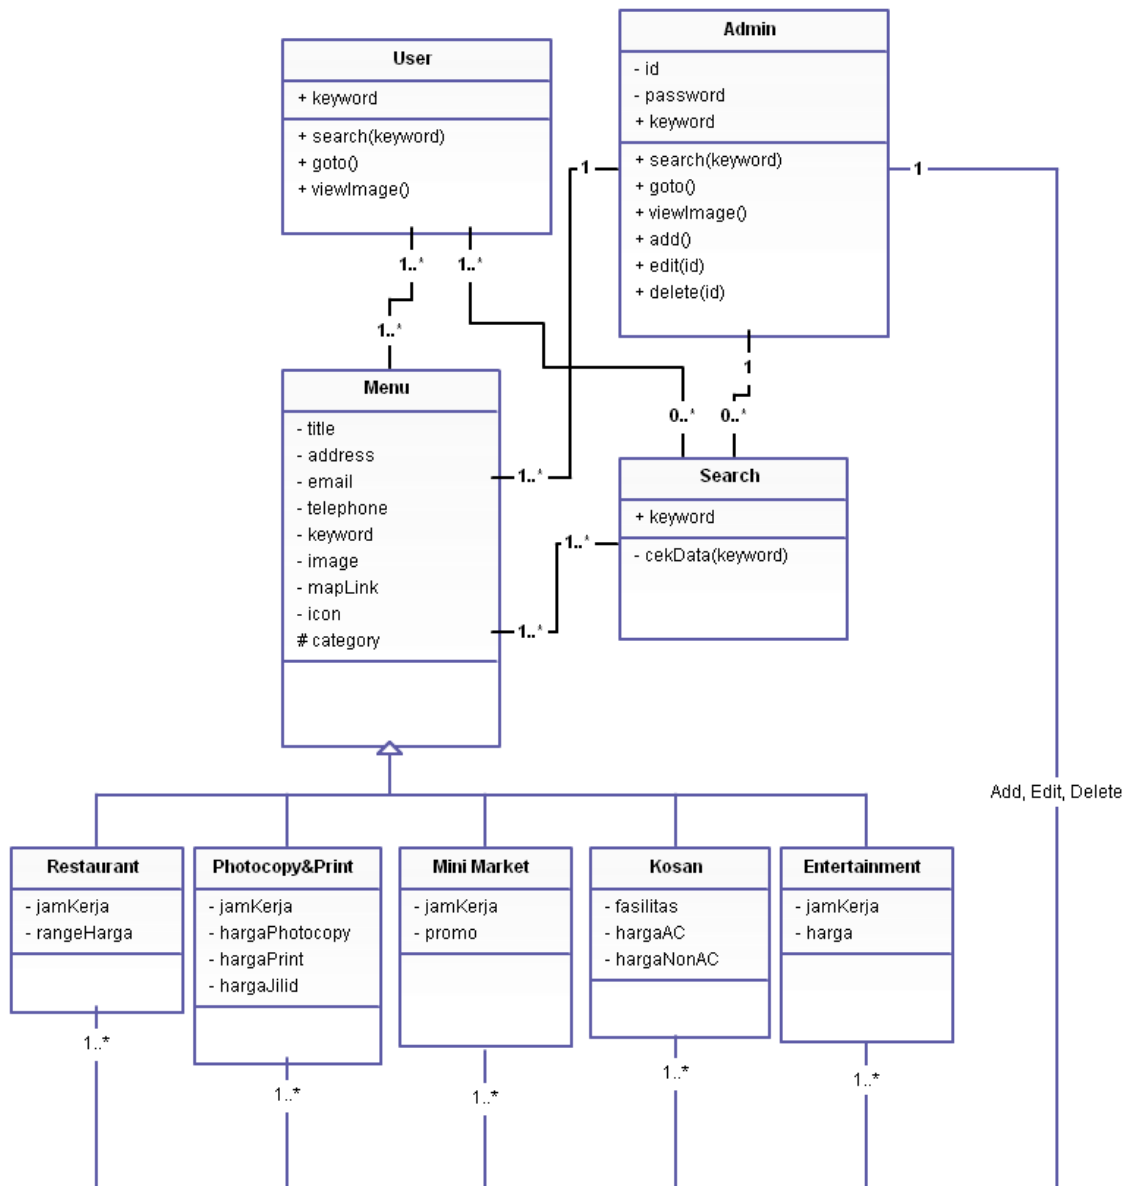 User
+ keyword
+ search(keyword)
+ goto()
+ viewImage()
Admin
- id
- password
+ keyword
+ search(keyword)
+ goto()
+ viewImage()
+ add()
+ edit(id)
+ delete(id)
1
1
1..*
1..*
1..*
1
0..*
0..*
Menu
- title
- address
- email
- telephone
- keyword
- image
- mapLink
- icon
# category
1..*
1..*
1..*
Search
+ keyword
- cekData(keyword)
Add, Edit, Delete
Restaurant
- jamKerja
- rangeHarga
1..*
Photocopy&Print
- jamKerja
- hargaPhotocopy
- hargaPrint
- hargaJilid
1..*
Mini Market
- jamKerja
- promo
1..*
Kosan
- fasilitas
- hargaAC
- hargaNonAC
1..*
Entertainment
- jamKerja
- harga
1..*